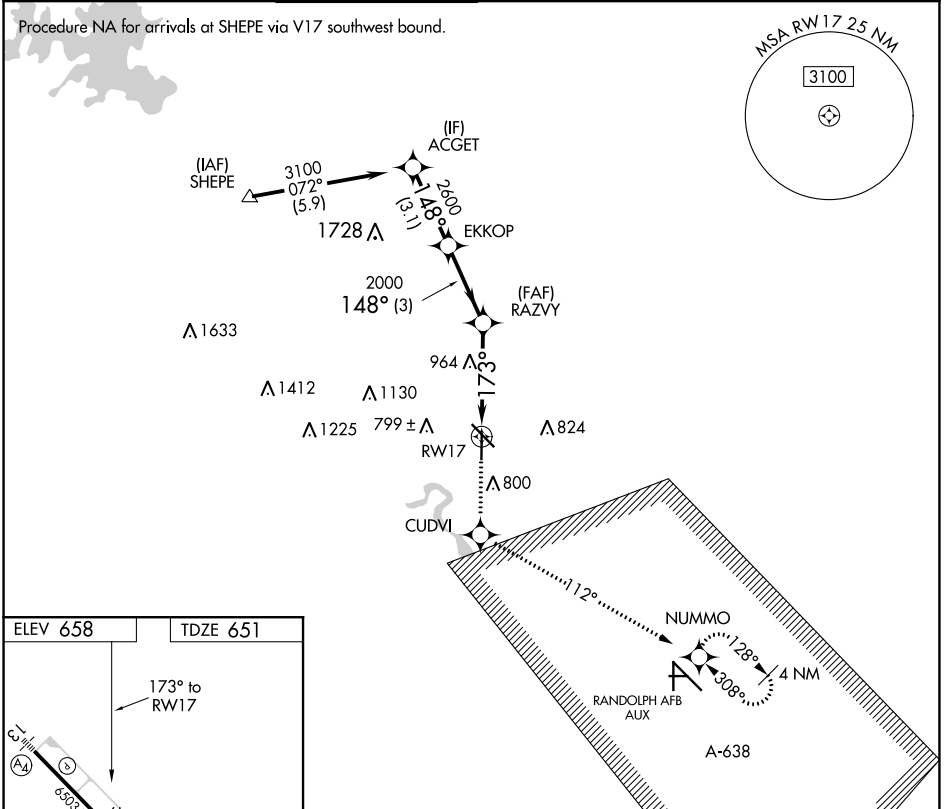 Procedure NA for arrivals at SHEPE via V17 southwest bound.
MSA RW17 25 NM
3100
(IF)
ACGET
(IAF)
SHEPE
3100
072°
(5.9)
2600
148°
(3.1)
1728
EKKOP
2000
148° (3)
(FAF)
RAZVY
1633
964
173°
1412
1130
1225
799 ±
824
RW17
800
CUDVI
112°
NUMMO
128°
4 NM
308°
RANDOLPH AFB
AUX
A-638
ELEV 658
TDZE 651
173° to
RW17
13
A4
P
6503